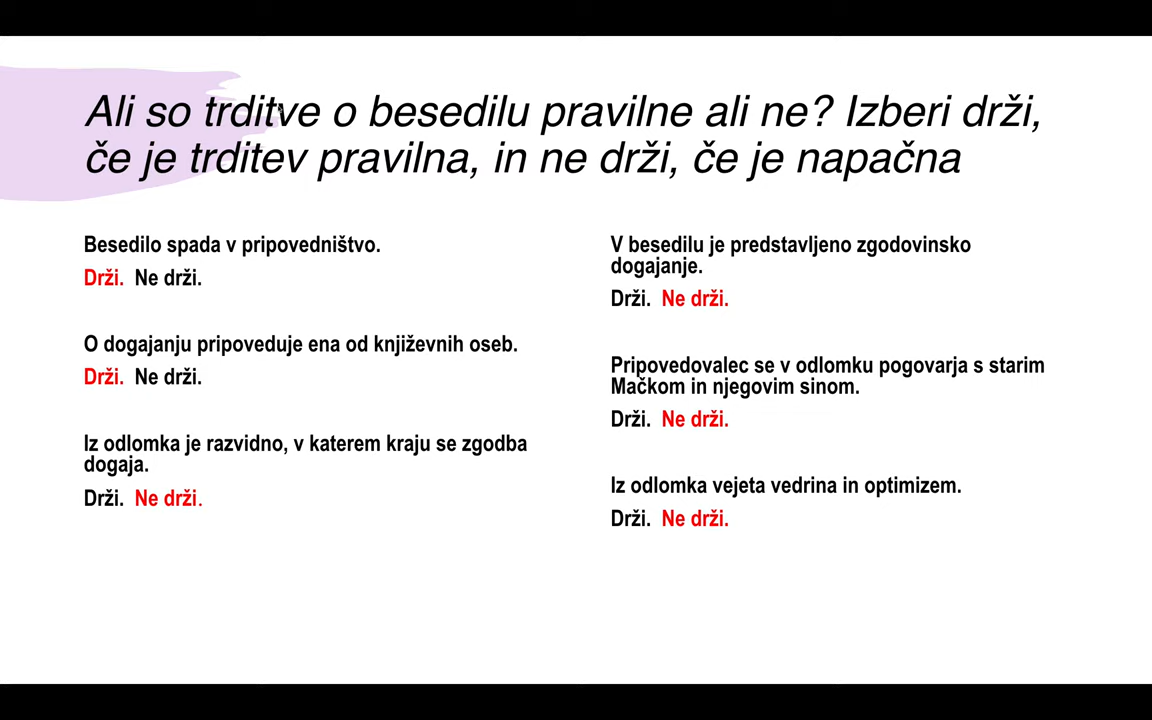 Ali so trditve o besedilu pravilne ali ne? Izberi drži,
če je trditev pravilna, in ne drži, če je napačna
Besedilo spada v pripovedništvo.
Drži. Ne drži.
O dogajanju pripoveduje ena od književnih oseb.
Drži. Ne drži.
Iz odlomka je razvidno, v katerem kraju se zgodba
dogaja.
Drži. Ne drži.
V besedilu je predstavljeno zgodovinsko
dogajanje.
Drži. Ne drži.
Pripovedovalec se v odlomku pogovarja s starim
Mačkom in njegovim sinom.
Drži. Ne drži.
Iz odlomka vejeta vedrina in optimizem.
Drži. Ne drži.